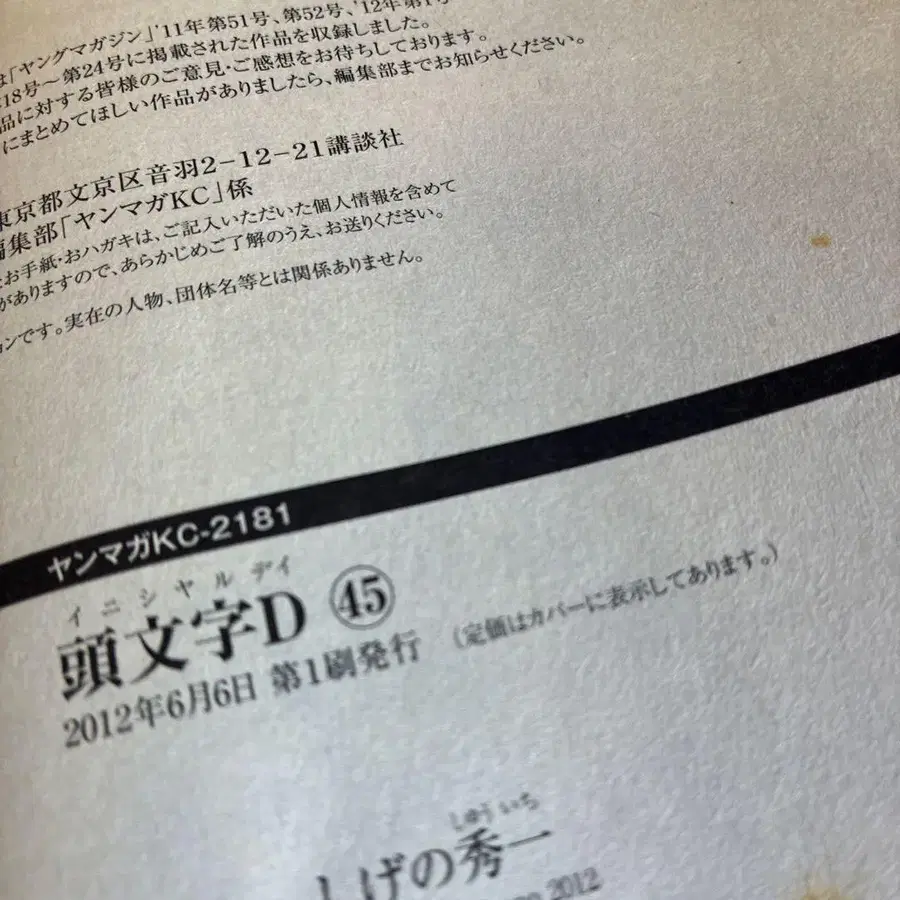 は「ヤングマガジン」'11年第51号、第52号、'12年第1号
18号〜第24号に掲載された作品を収録しました。
品に対する皆様のご意見・ご感想をお待ちしております。
にまとめてほしい作品がありましたら、編集部までお知らせください。
東京都文京区音羽2-12-21講談社
編集部「ヤンマガKC」係
お手紙・おハガキは、ご記入いただいた個人情報を含めて
がありますので、あらかじめご了解のうえ、お送りください。
ョンです。実在の人物、団体名等とは関係ありません。
ヤンマガKC-2181
イニシャルディ
頭文字D ㊺
2012年6月6日 第1刷発行 (定価はカバーに表示してあります。)
しゅういち
しげの秀一
2012